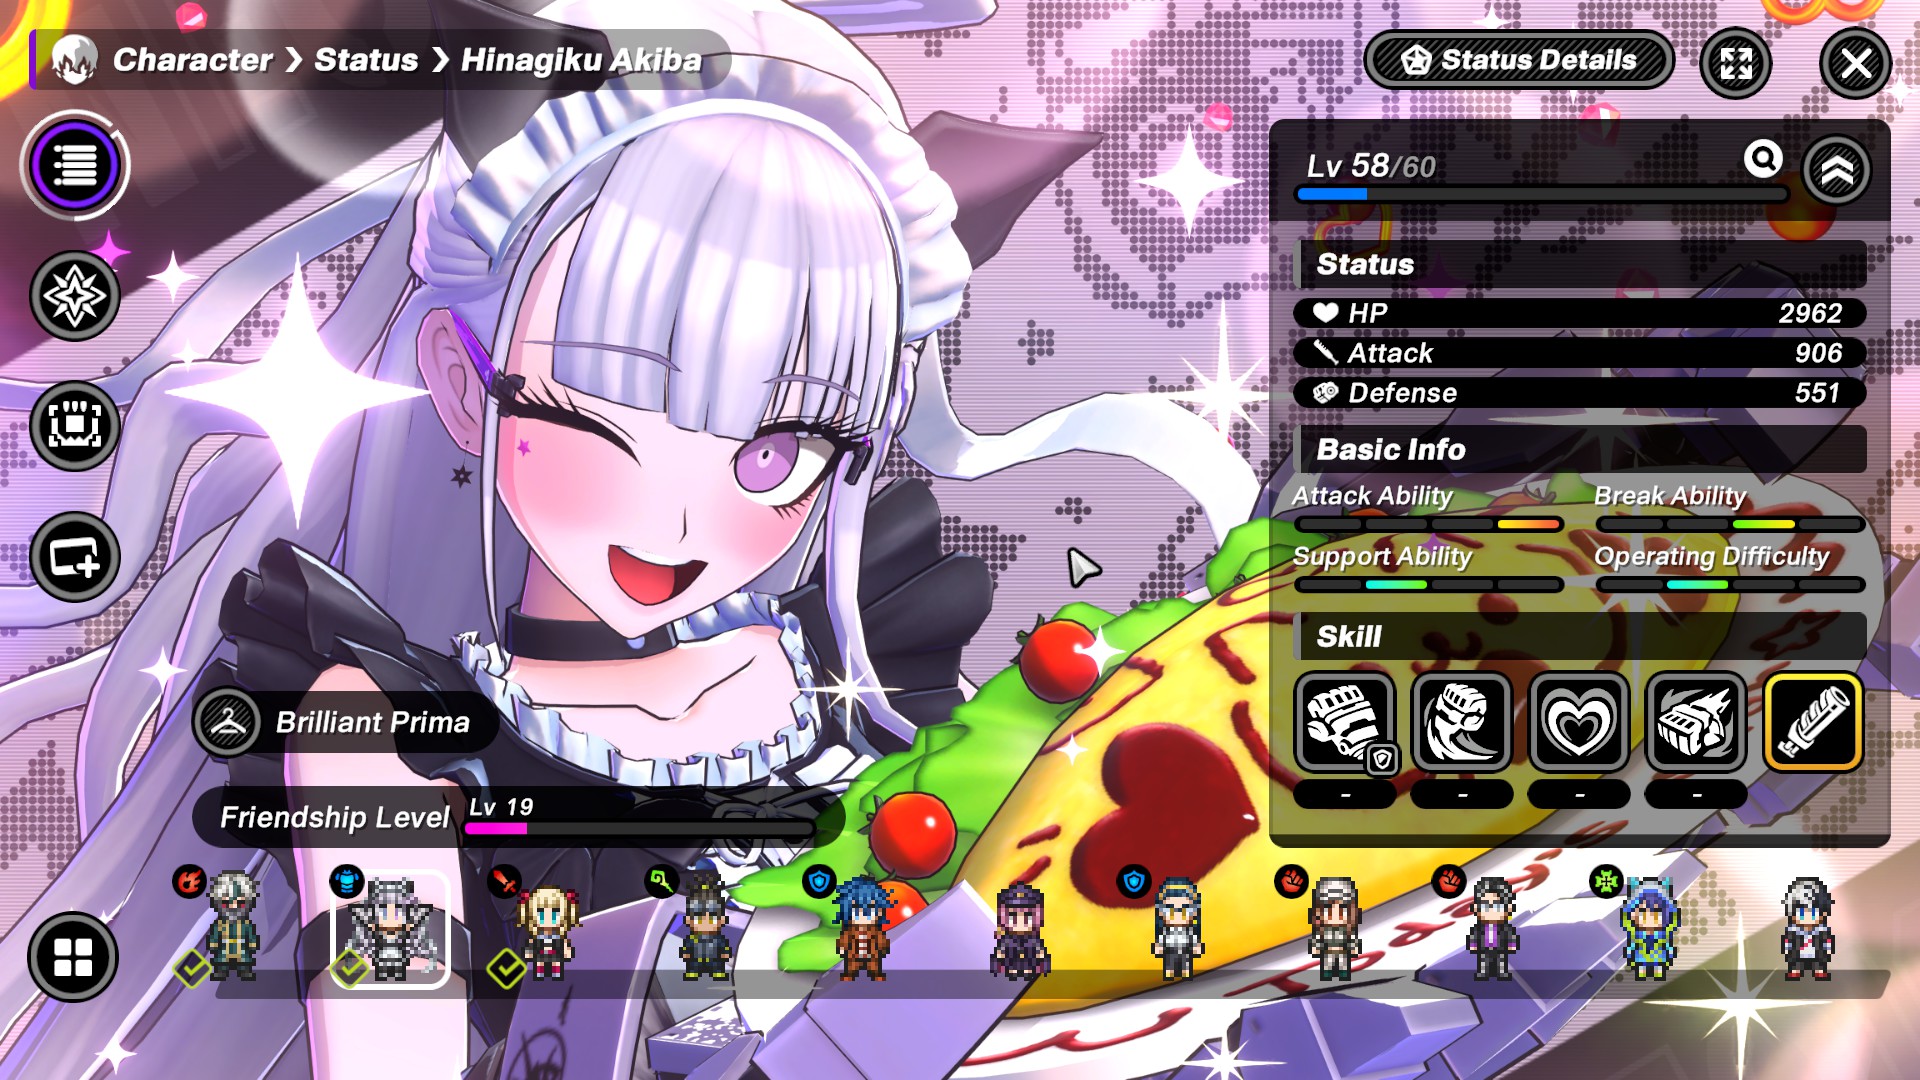 Character > Status > Hinagiku Akiba
Status Details
Lv 58/60
Status
HP 2962
Attack 906
Defense 551
Basic Info
Attack Ability Break Ability
Support Ability Operating Difficulty
Skill
- - - -
Brilliant Prima
Friendship Level Lv 19